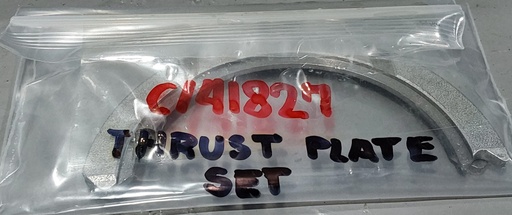 C141827
THRUST PLATE
SET